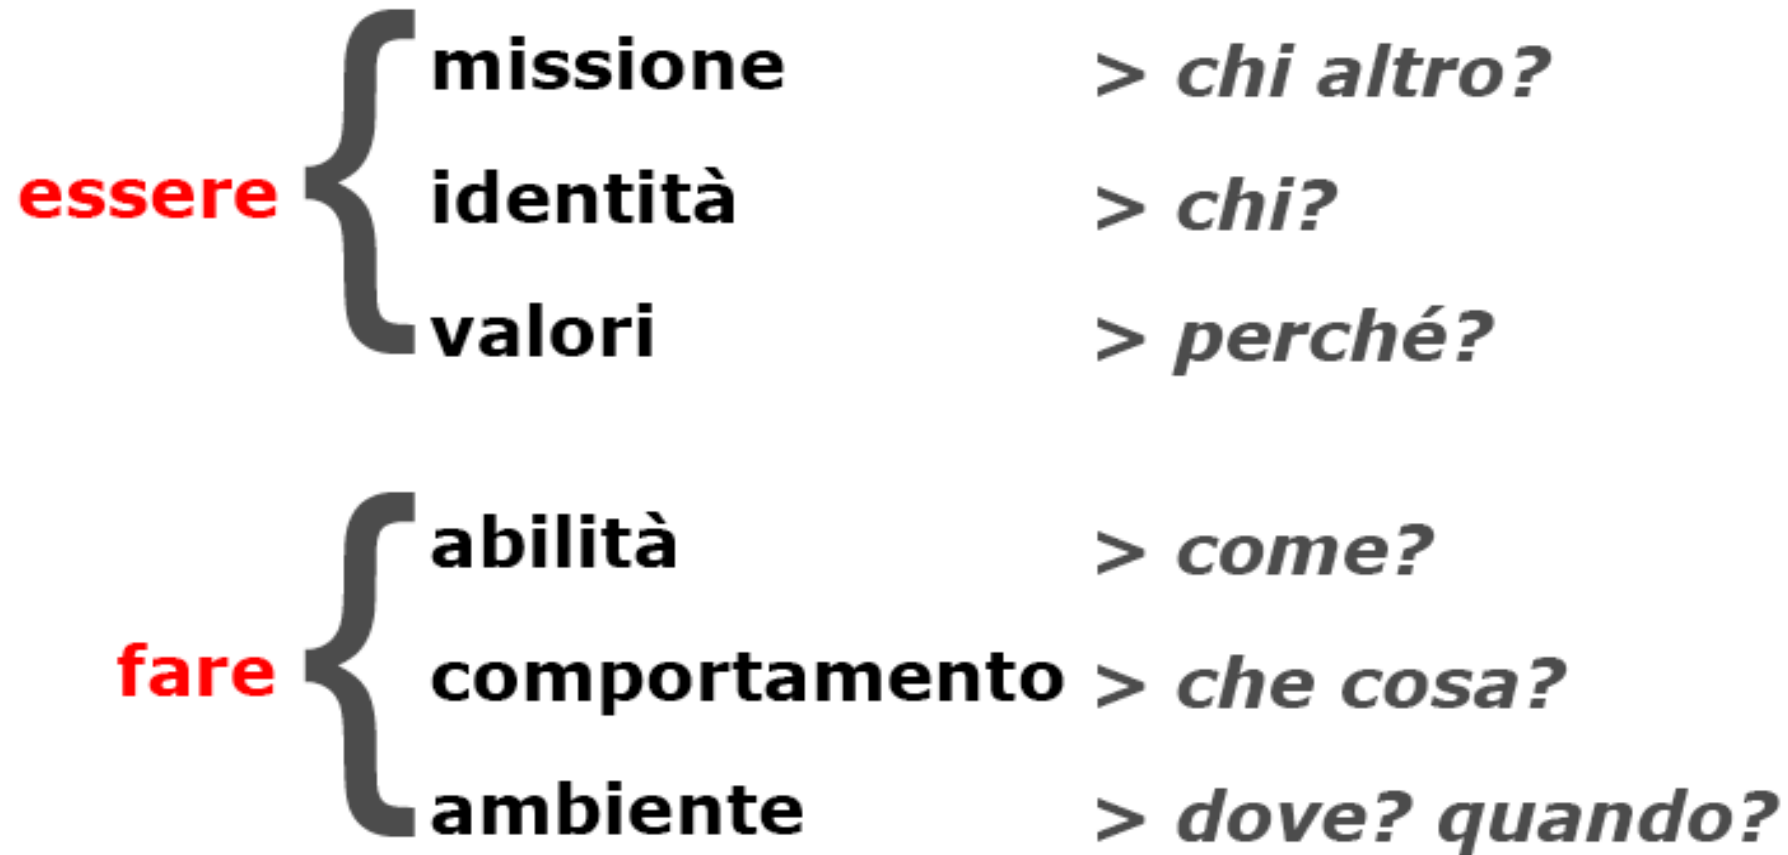 missione > chi altro?
essere identità > chi?
valori > perché?
abilità > come?
fare comportamento > che cosa?
ambiente > dove? quando?